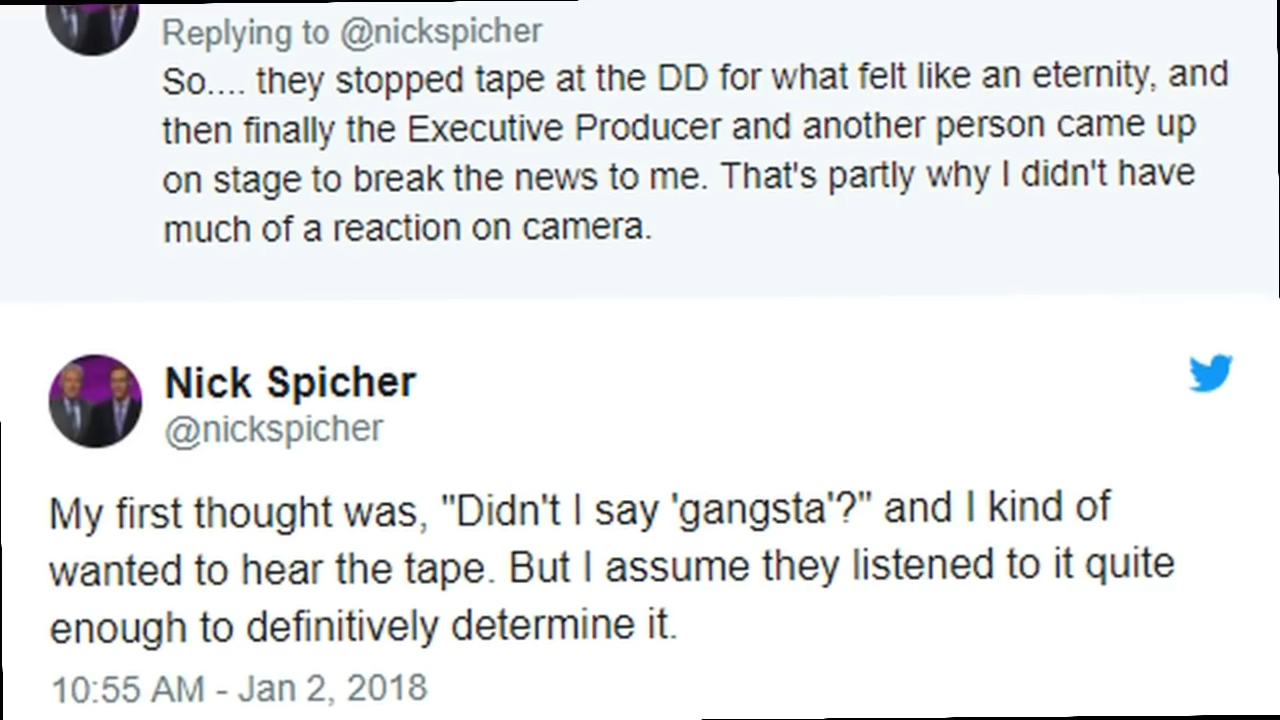 Replying to @nickspicher
So.... they stopped tape at the DD for what felt like an eternity, and
then finally the Executive Producer and another person came up
on stage to break the news to me. That's partly why I didn't have
much of a reaction on camera.
Nick Spicher
@nickspicher
My first thought was, "Didn't I say 'gangsta'?" and I kind of
wanted to hear the tape. But I assume they listened to it quite
enough to definitively determine it.
10:55 AM - Jan 2, 2018